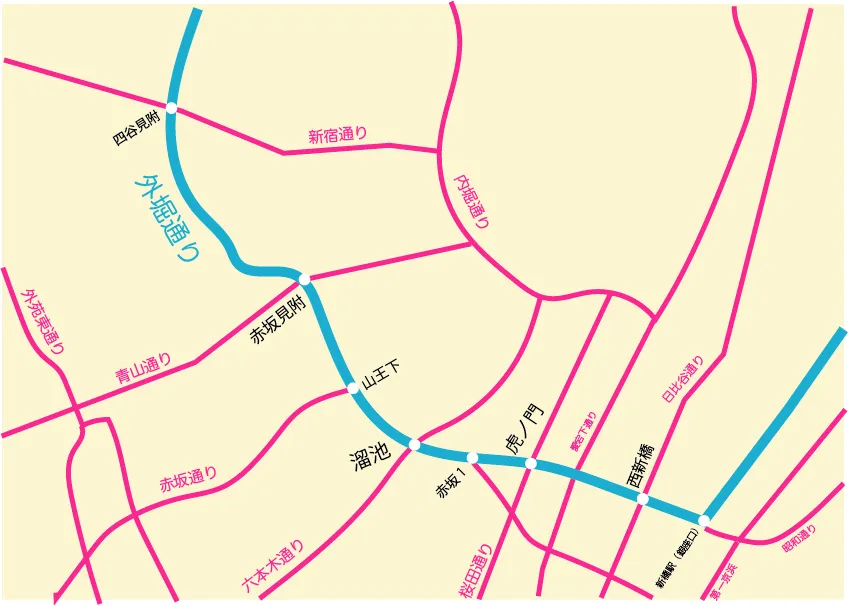 四谷見附
新宿通り
外堀通り
内堀通り
外苑東通り
赤坂見附
青山通り
山王下
日比谷通り
虎ノ門
愛宕下通り
溜池
赤坂通り
赤坂1
西新橋
六本木通り
桜田通り
新橋駅（銀座口）
昭和通り
第一京浜